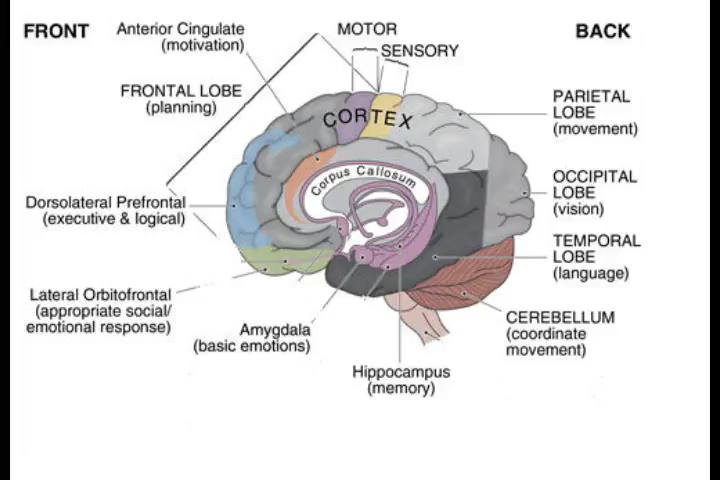 FRONT
Anterior Cingulate
(motivation)
MOTOR
SENSORY
BACK
FRONTAL LOBE
(planning)
CORTEX
PARIETAL
LOBE
(movement)
Corpus Callosum
OCCIPITAL
LOBE
(vision)
Dorsolateral Prefrontal
(executive & logical)
TEMPORAL
LOBE
(language)
Lateral Orbitofrontal
(appropriate social/
emotional response)
Amygdala
(basic emotions)
CEREBELLUM
(coordinate
movement)
Hippocampus
(memory)